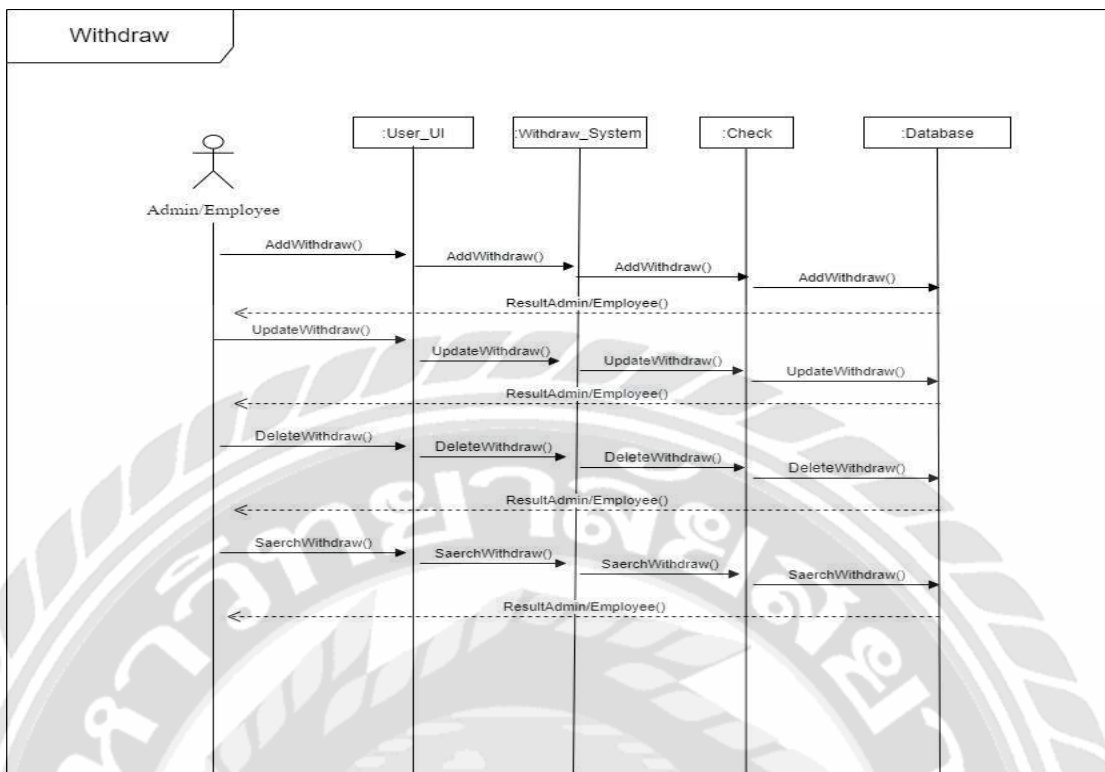 Withdraw
:User_UI
:Withdraw_System
:Check
:Database
Admin/Employee
AddWithdraw()
AddWithdraw()
AddWithdraw()
AddWithdraw()
ResultAdmin/Employee()
UpdateWithdraw()
UpdateWithdraw()
UpdateWithdraw()
UpdateWithdraw()
ResultAdmin/Employee()
DeleteWithdraw()
DeleteWithdraw()
DeleteWithdraw()
DeleteWithdraw()
ResultAdmin/Employee()
SaerchWithdraw()
SaerchWithdraw()
SaerchWithdraw()
SaerchWithdraw()
ResultAdmin/Employee()